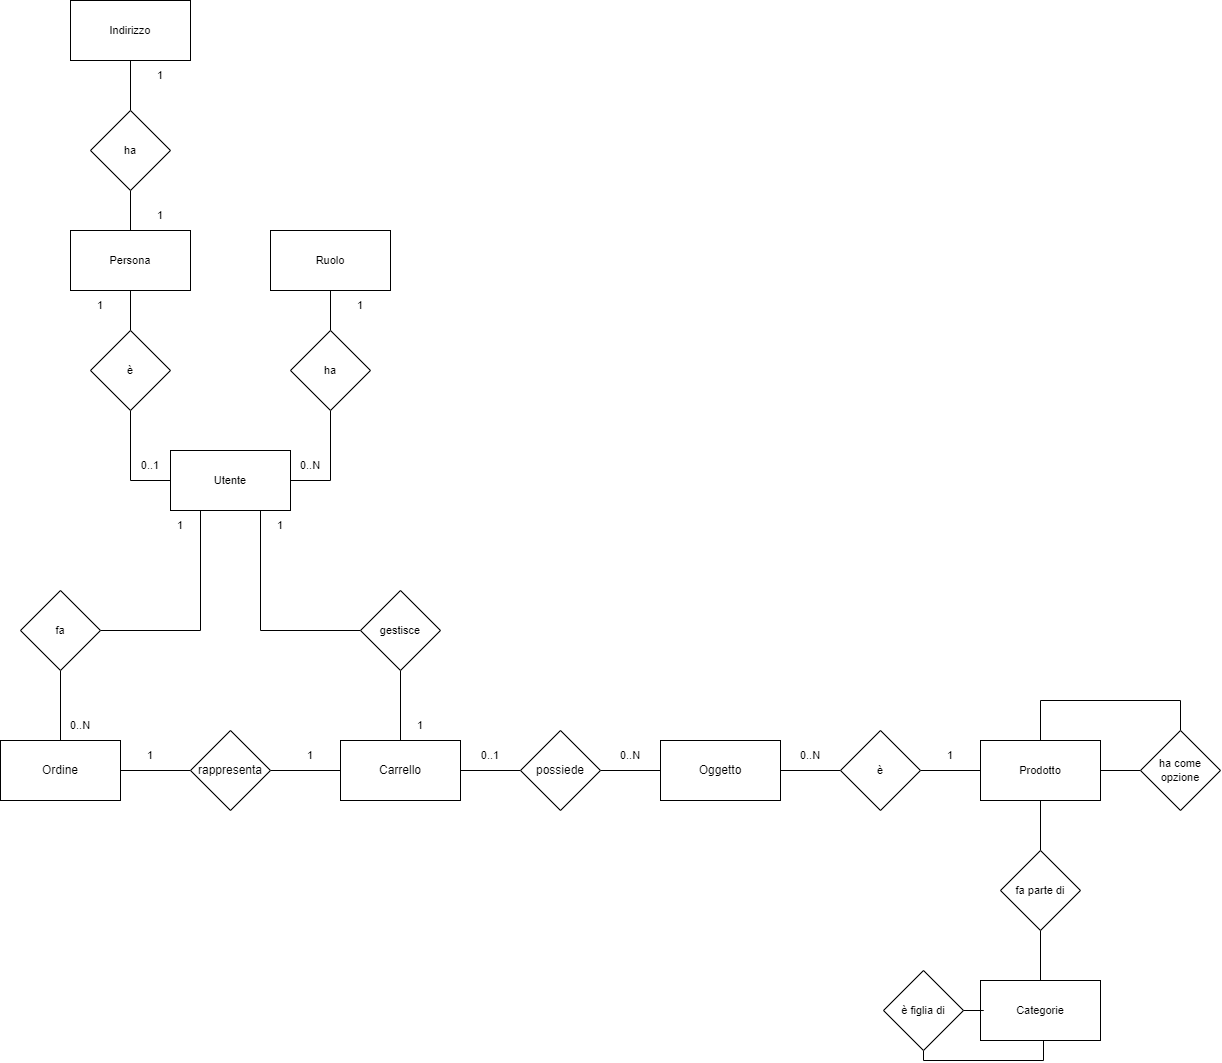 Indirizzo
1
ha
1
Persona
Ruolo
1
1
è
ha
0..1
0..N
Utente
1
1
fa
gestisce
0..N
1
Ordine
1
rappresenta
1
Carrello
0..1
possiede
0..N
Oggetto
0..N
è
1
Prodotto
ha come
opzione
fa parte di
è figlia di
Categorie